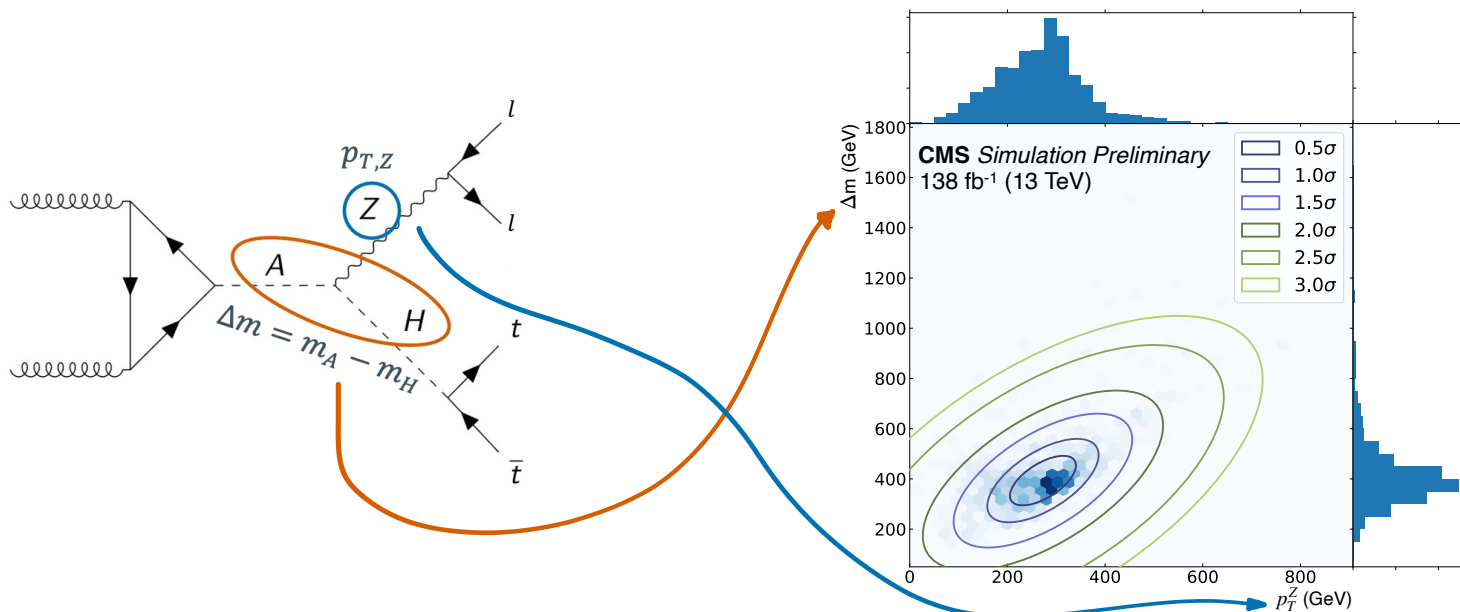 l
p_{T,Z}
Z
l
A
H
Δm = m_A − m_H
t
t̄
CMS Simulation Preliminary
138 fb⁻¹ (13 TeV)
0.5σ
1.0σ
1.5σ
2.0σ
2.5σ
3.0σ
Δm (GeV)
1800
1600
1400
1200
1000
800
600
400
200
0
200
400
600
800
p_T^Z (GeV)